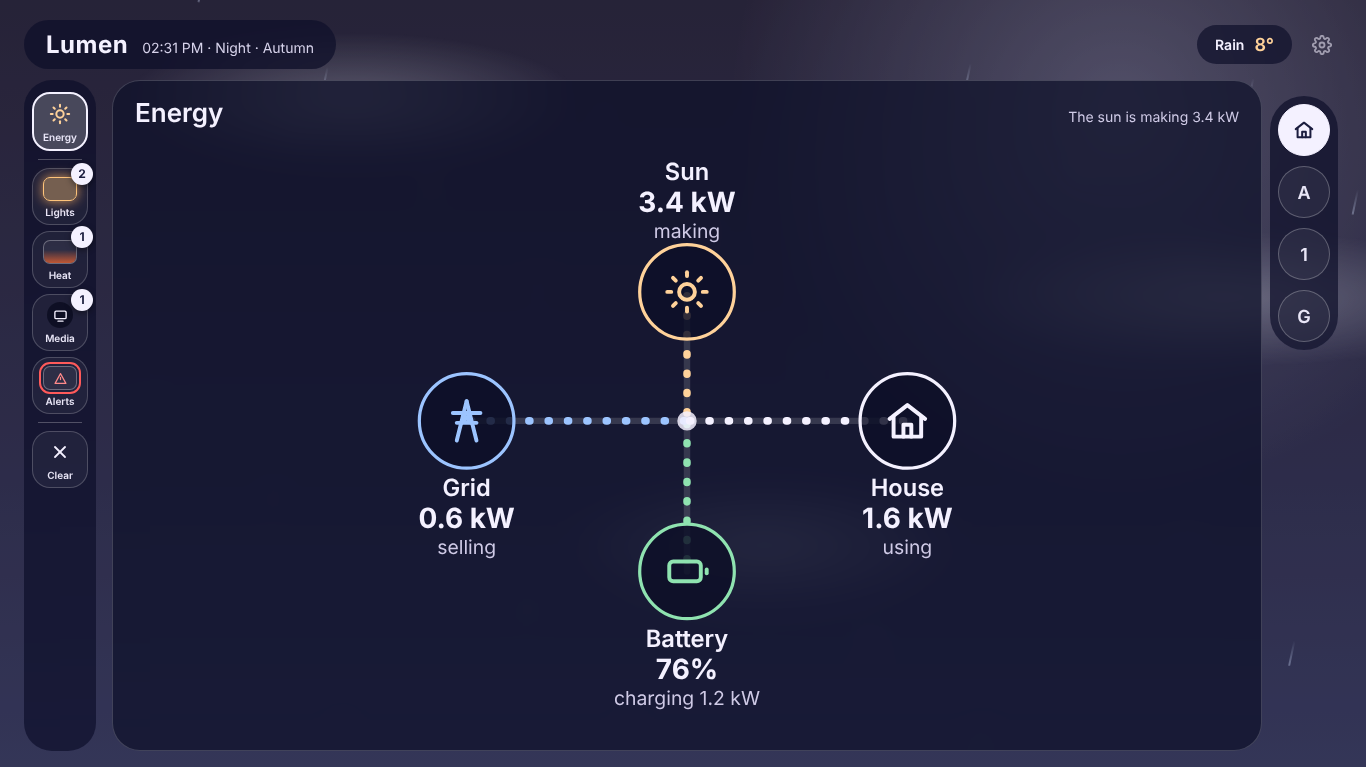 Lumen
02:31 PM · Night · Autumn
Rain 8°
Energy
2
Lights
1
Heat
1
Media
Alerts
Clear
Energy
The sun is making 3.4 kW
Sun
3.4 kW
making
Grid
0.6 kW
selling
House
1.6 kW
using
Battery
76%
charging 1.2 kW
A
1
G